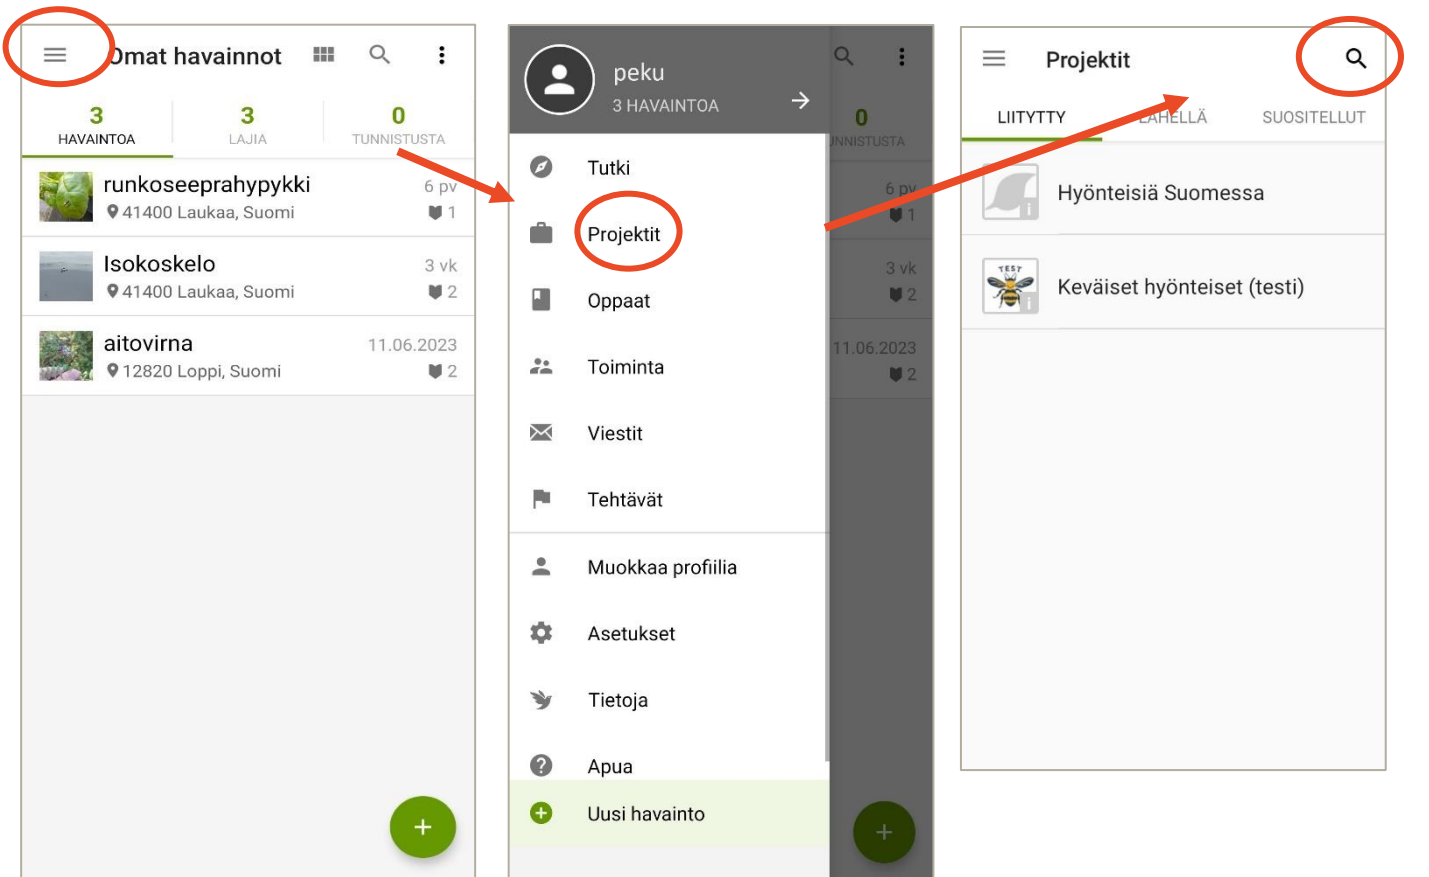 Omat havainnot
3 3 0
HAVAINTOA LAJIA TUNNISTUSTA
runkoseeprahypykki 6 pv
41400 Laukaa, Suomi 1
Isokoskelo 3 vk
41400 Laukaa, Suomi 2
aitovirna 11.06.2023
12820 Loppi, Suomi 2
+
peku
3 HAVAINTOA
Tutki
Projektit
Oppaat
Toiminta
Viestit
Tehtävät
Muokkaa profiilia
Asetukset
Tietoja
Apua
Uusi havainto
0
NNISTUSTA
6 pv
1
3 vk
2
11.06.2023
2
+
Projektit
LIITYTTY LÄHELLÄ SUOSITELLUT
Hyönteisiä Suomessa
TEST
Keväiset hyönteiset (testi)